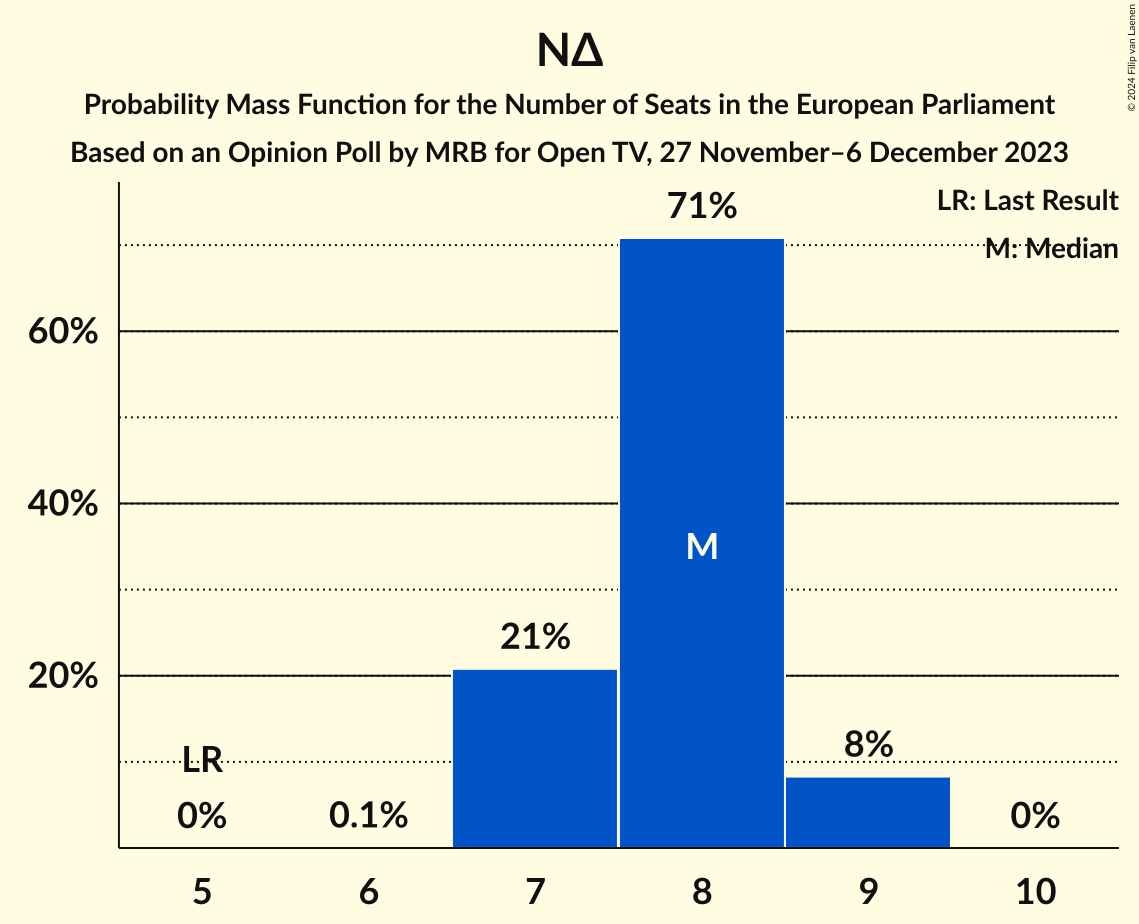 ΝΔ
Probability Mass Function for the Number of Seats in the European Parliament
Based on an Opinion Poll by MRB for Open TV, 27 November–6 December 2023
© 2024 Filip van Laenen
LR: Last Result
M: Median
71%
60%
40%
M
21%
20%
8%
LR
0%
0.1%
0%
5 6 7 8 9 10